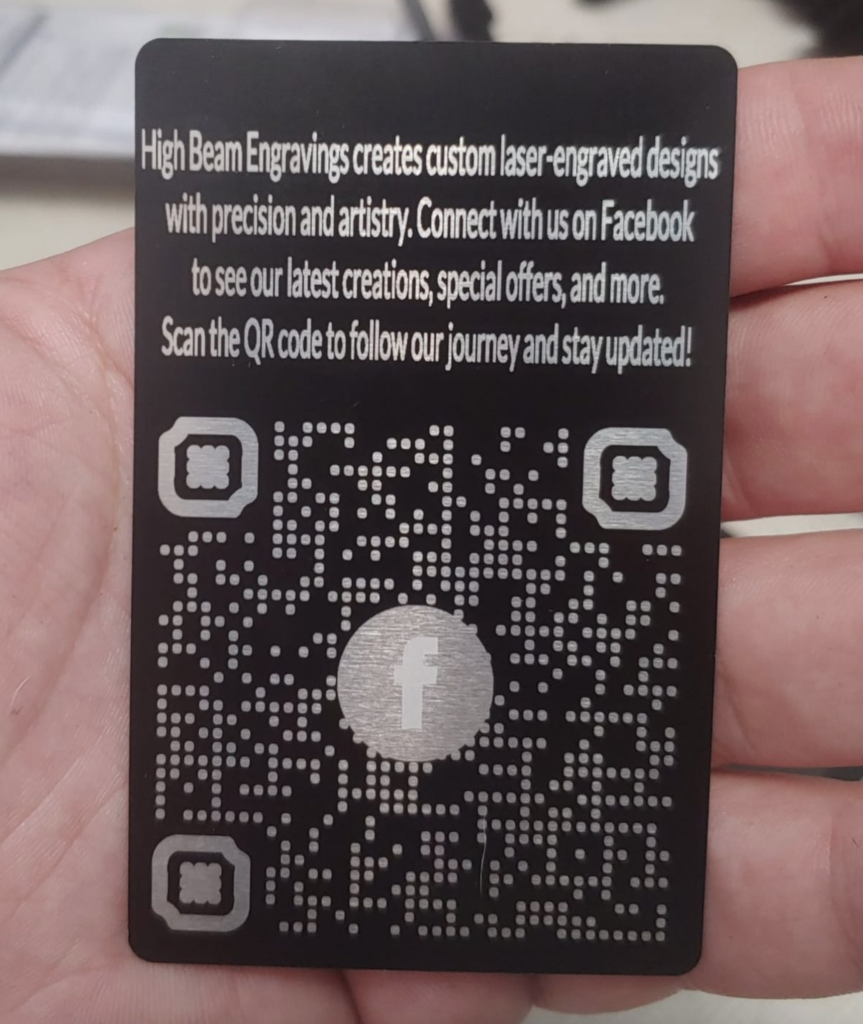 High Beam Engravings creates custom laser-engraved designs
with precision and artistry. Connect with us on Facebook
to see our latest creations, special offers, and more.
Scan the QR code to follow our journey and stay updated!
f